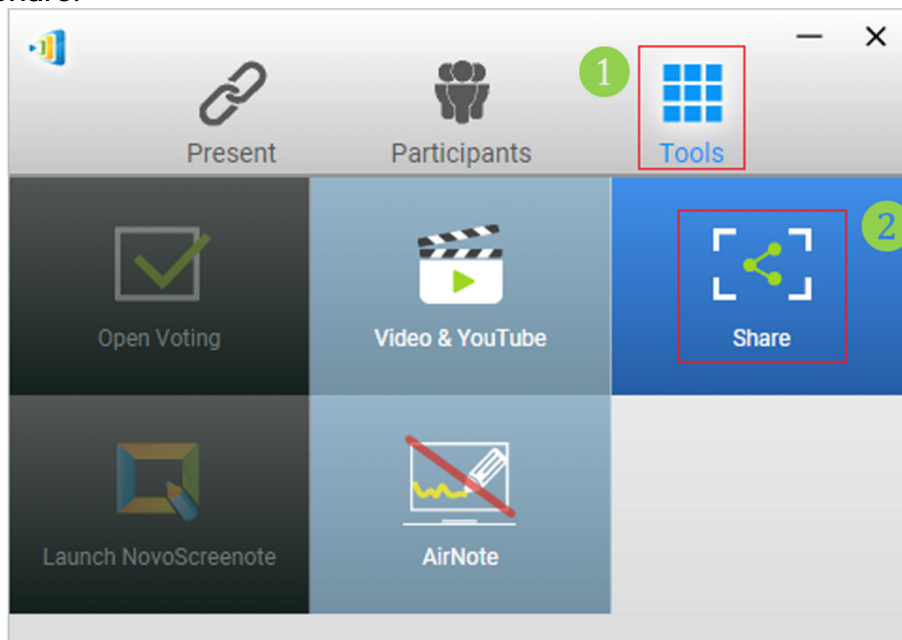 1
Present Participants Tools
2
Open Voting Video & YouTube Share
Launch NovoScreenote AirNote